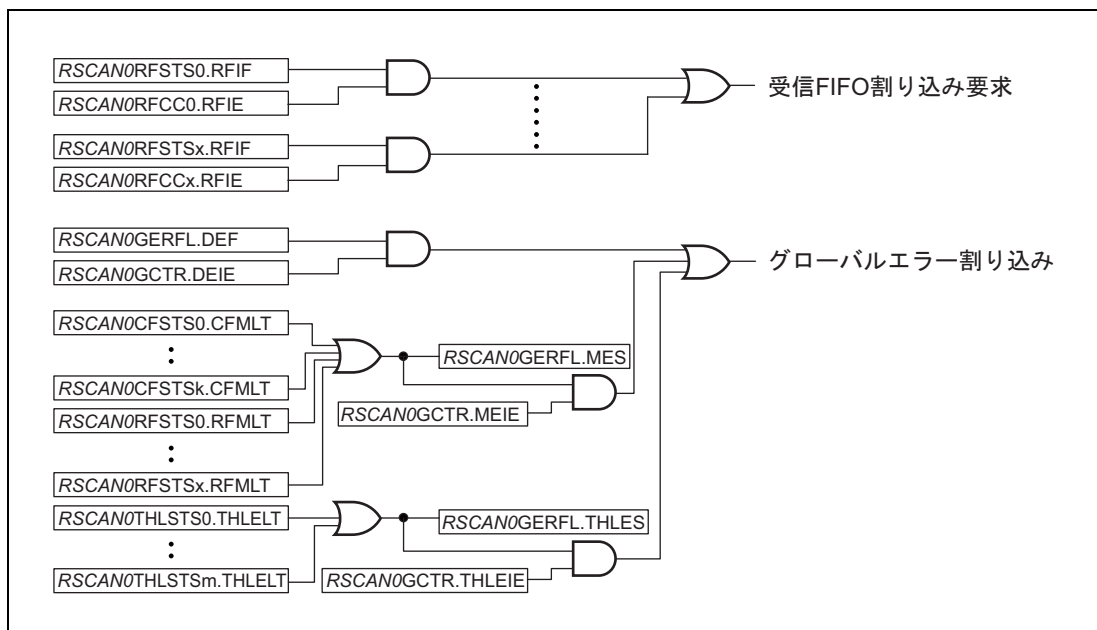 RSCAN0RFSTS0.RFIF
RSCAN0RFCC0.RFIE
RSCAN0RFSTSx.RFIF
RSCAN0RFCCx.RFIE
受信FIFO割り込み要求
RSCAN0GERFL.DEF
RSCAN0GCTR.DEIE
グローバルエラー割り込み
RSCAN0CFSTS0.CFMLT
RSCAN0CFSTSk.CFMLT
RSCAN0RFSTS0.RFMLT
RSCAN0RFSTSx.RFMLT
RSCAN0GERFL.MES
RSCAN0GCTR.MEIE
RSCAN0THLSTS0.THLELT
RSCAN0THLSTSm.THLELT
RSCAN0GERFL.THLES
RSCAN0GCTR.THLEIE